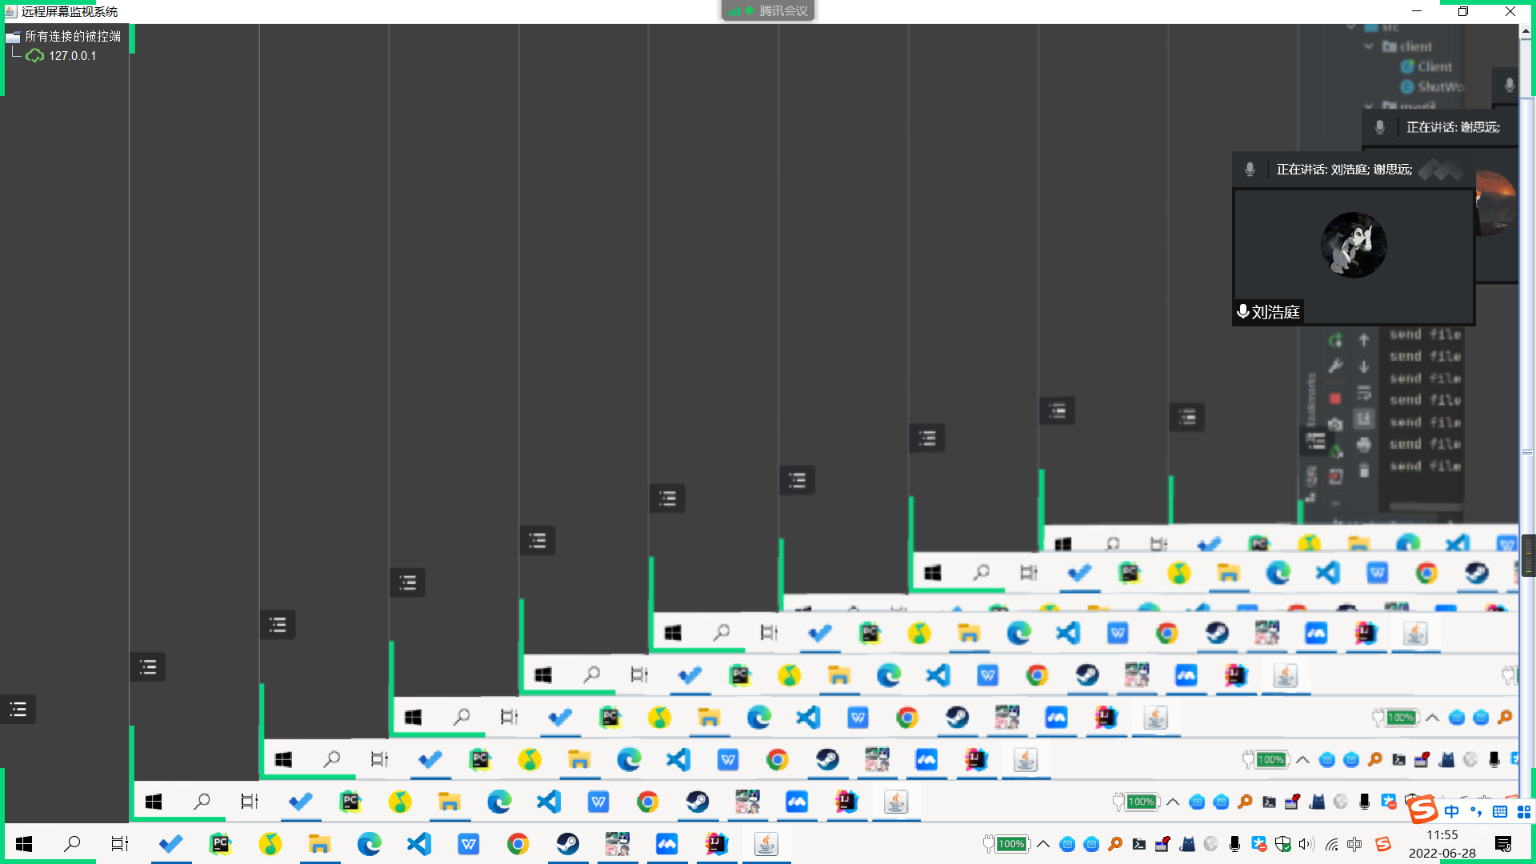 远程屏幕监视系统
腾讯会议
所有连接的被控端
127.0.0.1
src
client
Client
ShutWo
正在讲话: 谢思远;
正在讲话: 刘浩庭; 谢思远;
刘浩庭
send file
send file
send file
send file
send file
send file
send file
Bookmarks
100%
100%
100%
100%
中
11:55
2022-06-28